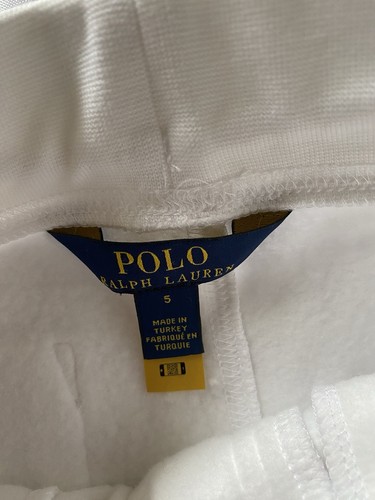 POLO
RALPH LAUREN
5
MADE IN
TURKEY
FABRIQUÉ EN
TURQUIE